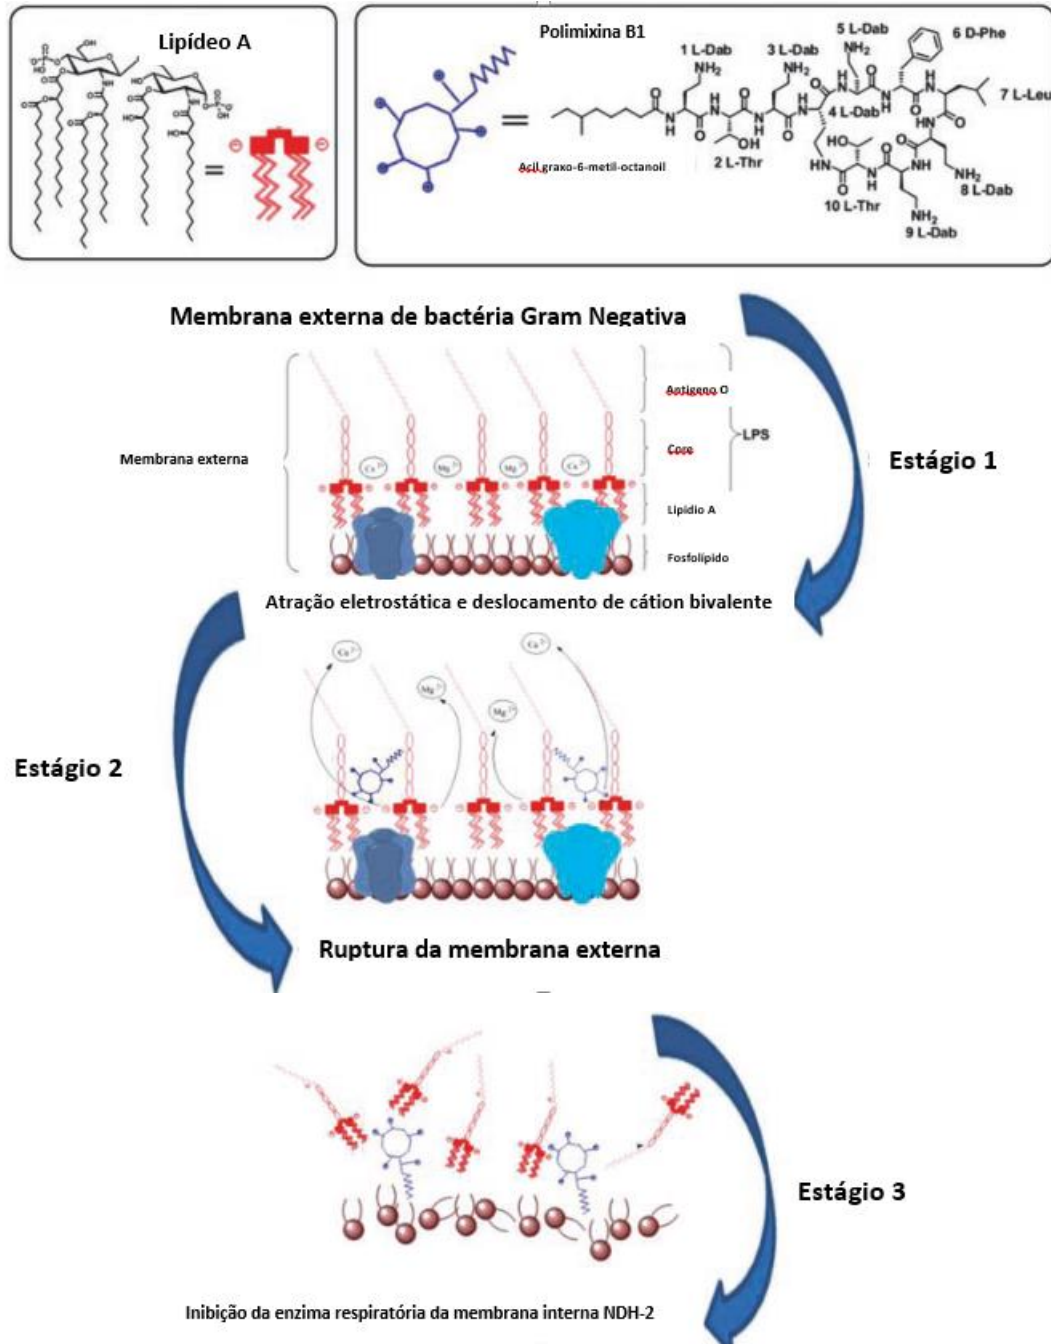 Lipídeo A
Polimixina B1
1 L-Dab
3 L-Dab
5 L-Dab
6 D-Phe
7 L-Leu
4 L-Dab
2 L-Thr
8 L-Dab
10 L-Thr
9 L-Dab
Acil graxo-6-metil-octanoil
Membrana externa de bactéria Gram Negativa
Antigeno O
Core
LPS
Membrana externa
Lipidio A
Fosfolípido
Estágio 1
Atração eletrostática e deslocamento de cátion bivalente
Estágio 2
Ruptura da membrana externa
Estágio 3
Inibição da enzima respiratória da membrana interna NDH-2